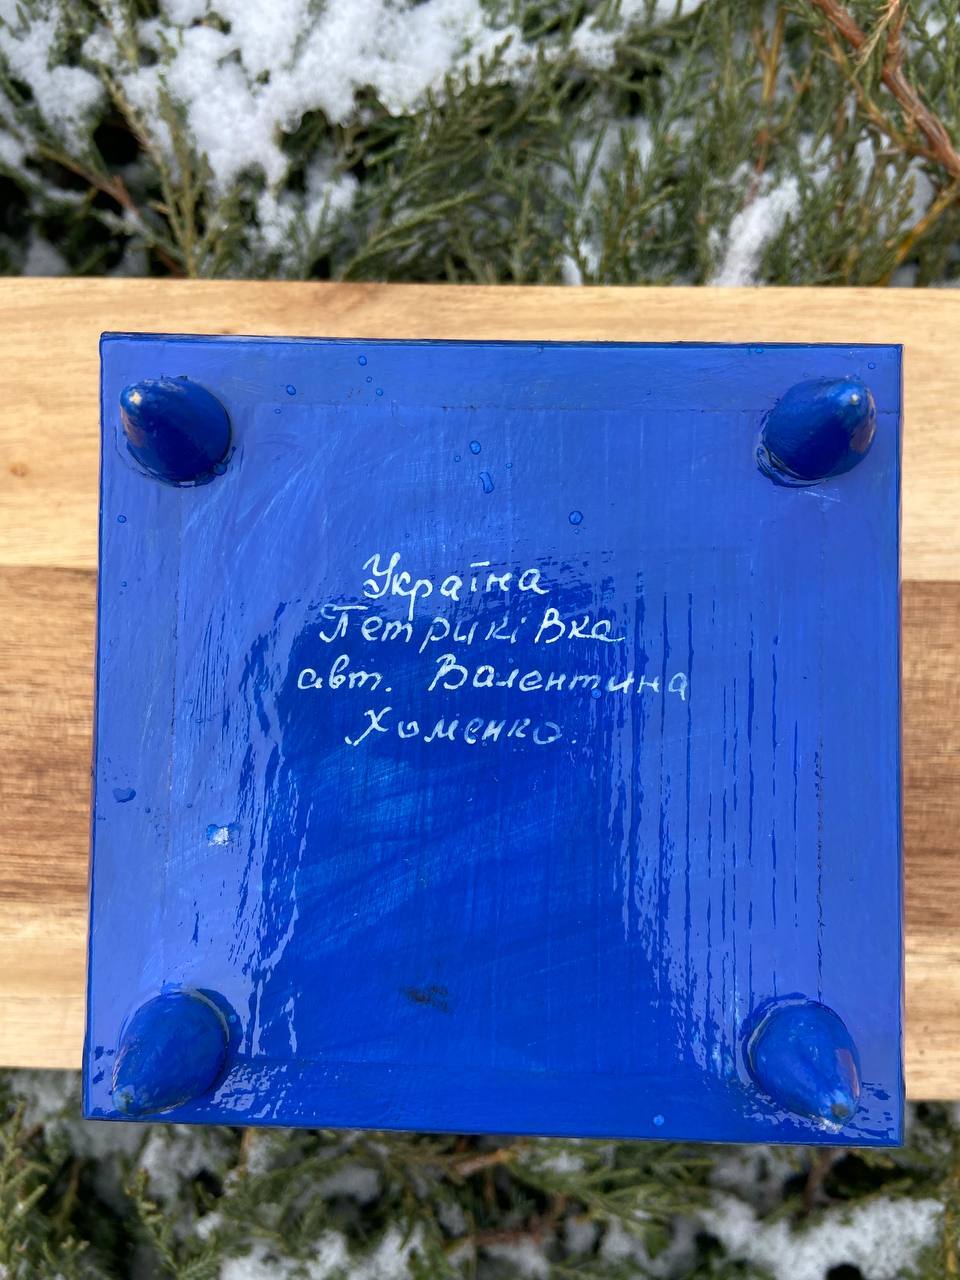 Україна
Петриківка
авт. Валентина
Хоменко.